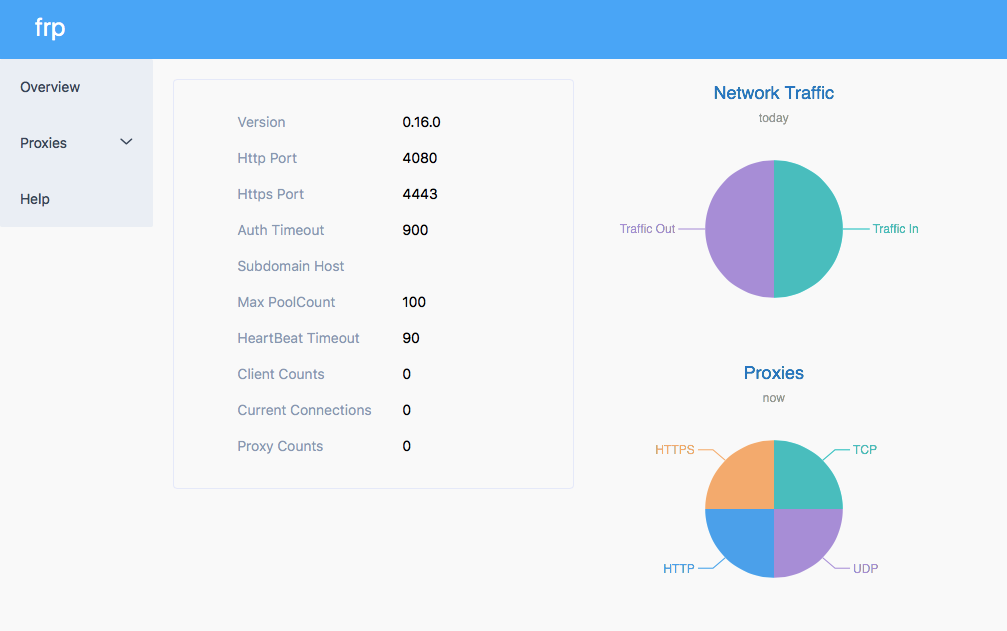 frp
Overview
Proxies
Help
Version 0.16.0
Http Port 4080
Https Port 4443
Auth Timeout 900
Subdomain Host
Max PoolCount 100
HeartBeat Timeout 90
Client Counts 0
Current Connections 0
Proxy Counts 0
Network Traffic
today
Traffic Out Traffic In
Proxies
now
HTTPS TCP
HTTP UDP